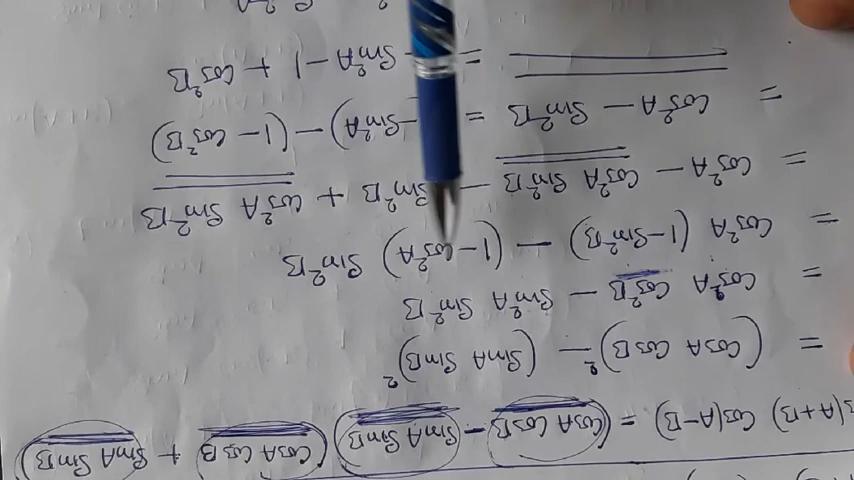 (A+B) Cos(A-B) = (CosA CosB - SinA SinB)(CosA CosB + SinA SinB)
= (CosA CosB)² - (SinA SinB)²
= Cos²A Cos²B - Sin²A Sin²B
= Cos²A (1-Sin²B) - (1-Cos²A) Sin²B
= Cos²A - Cos²A Sin²B - Sin²B + Cos²A Sin²B
= Cos²A - Sin²B = -Sin²A) - (1- Cos²B)
= Sin²A -1 + Cos²B